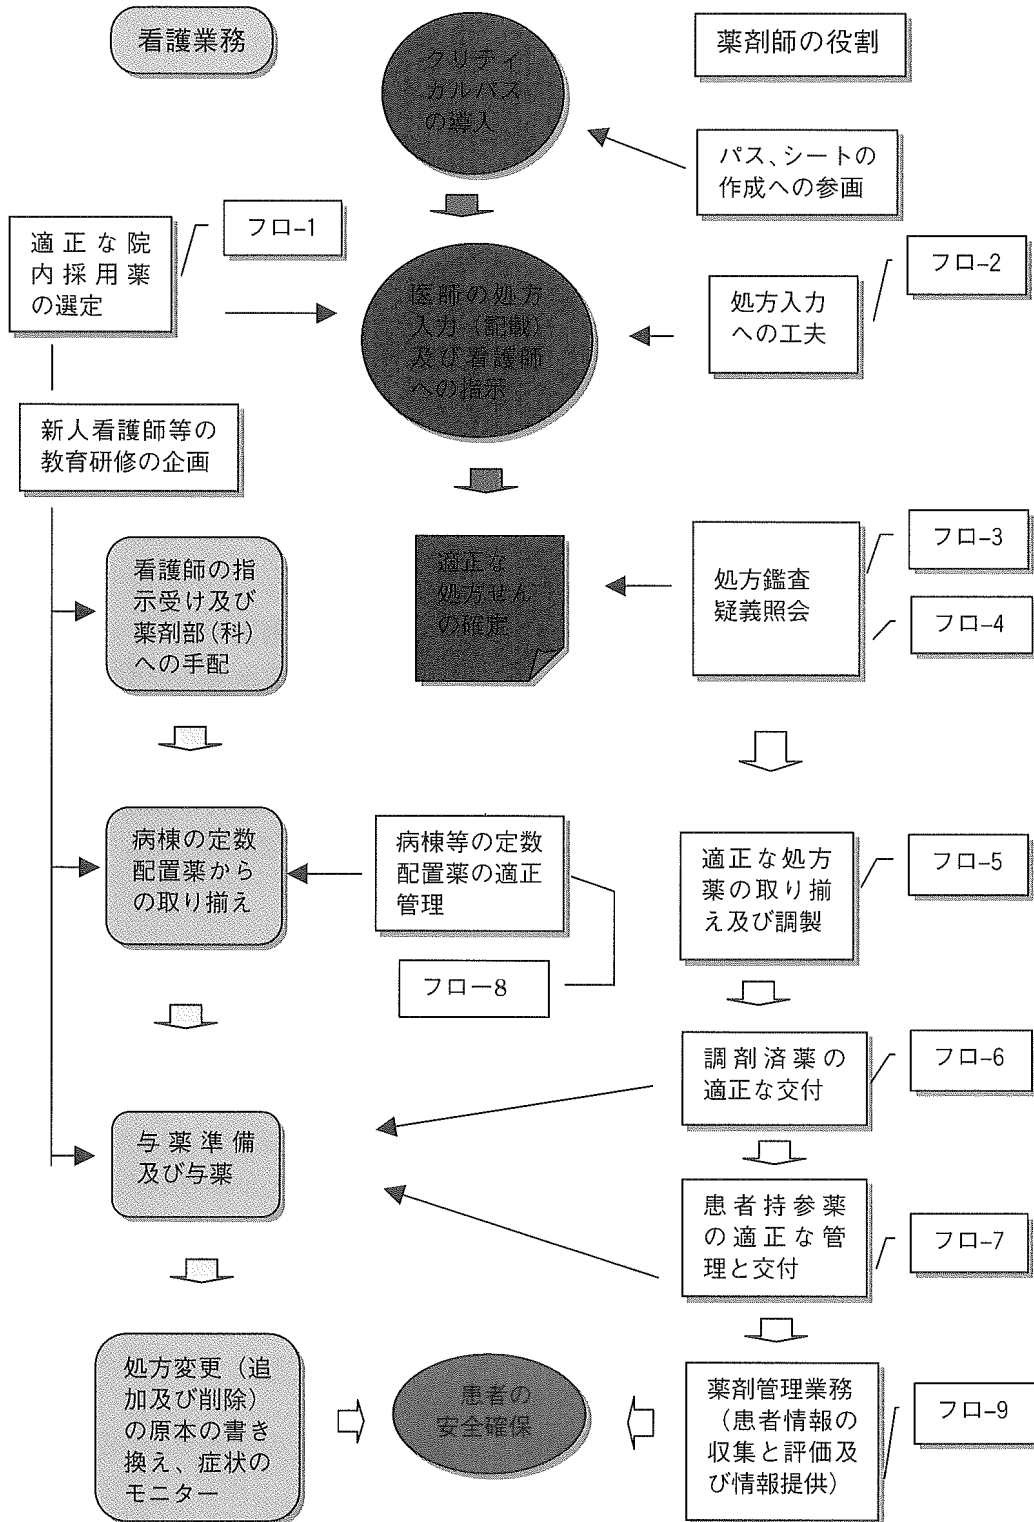 看護業務
クリティ
カルパス
の導入
薬剤師の役割
パス、シートの
作成への参画
適正な院
内採用薬
の選定
フロ−1
医師の処方
入力（記載）
及び看護師
への指示
処方入力
への工夫
フロ−2
新人看護師等の
教育研修の企画
看護師の指
示受け及び
薬剤部（科）
への手配
適正な
処方せん
の確定
処方鑑査
疑義照会
フロ−3
フロ−4
病棟の定数
配置薬から
の取り揃え
病棟等の定数
配置薬の適正
管理
フロー8
適正な処方
薬の取り揃
え及び調製
フロ−5
調剤済薬の
適正な交付
フロ−6
与薬準備
及び与薬
患者持参薬
の適正な管
理と交付
フロ−7
処方変更（追
加及び削除）
の原本の書き
換え、症状の
モニター
患者の
安全確保
薬剤管理業務
（患者情報の
収集と評価及
び情報提供）
フロ−9